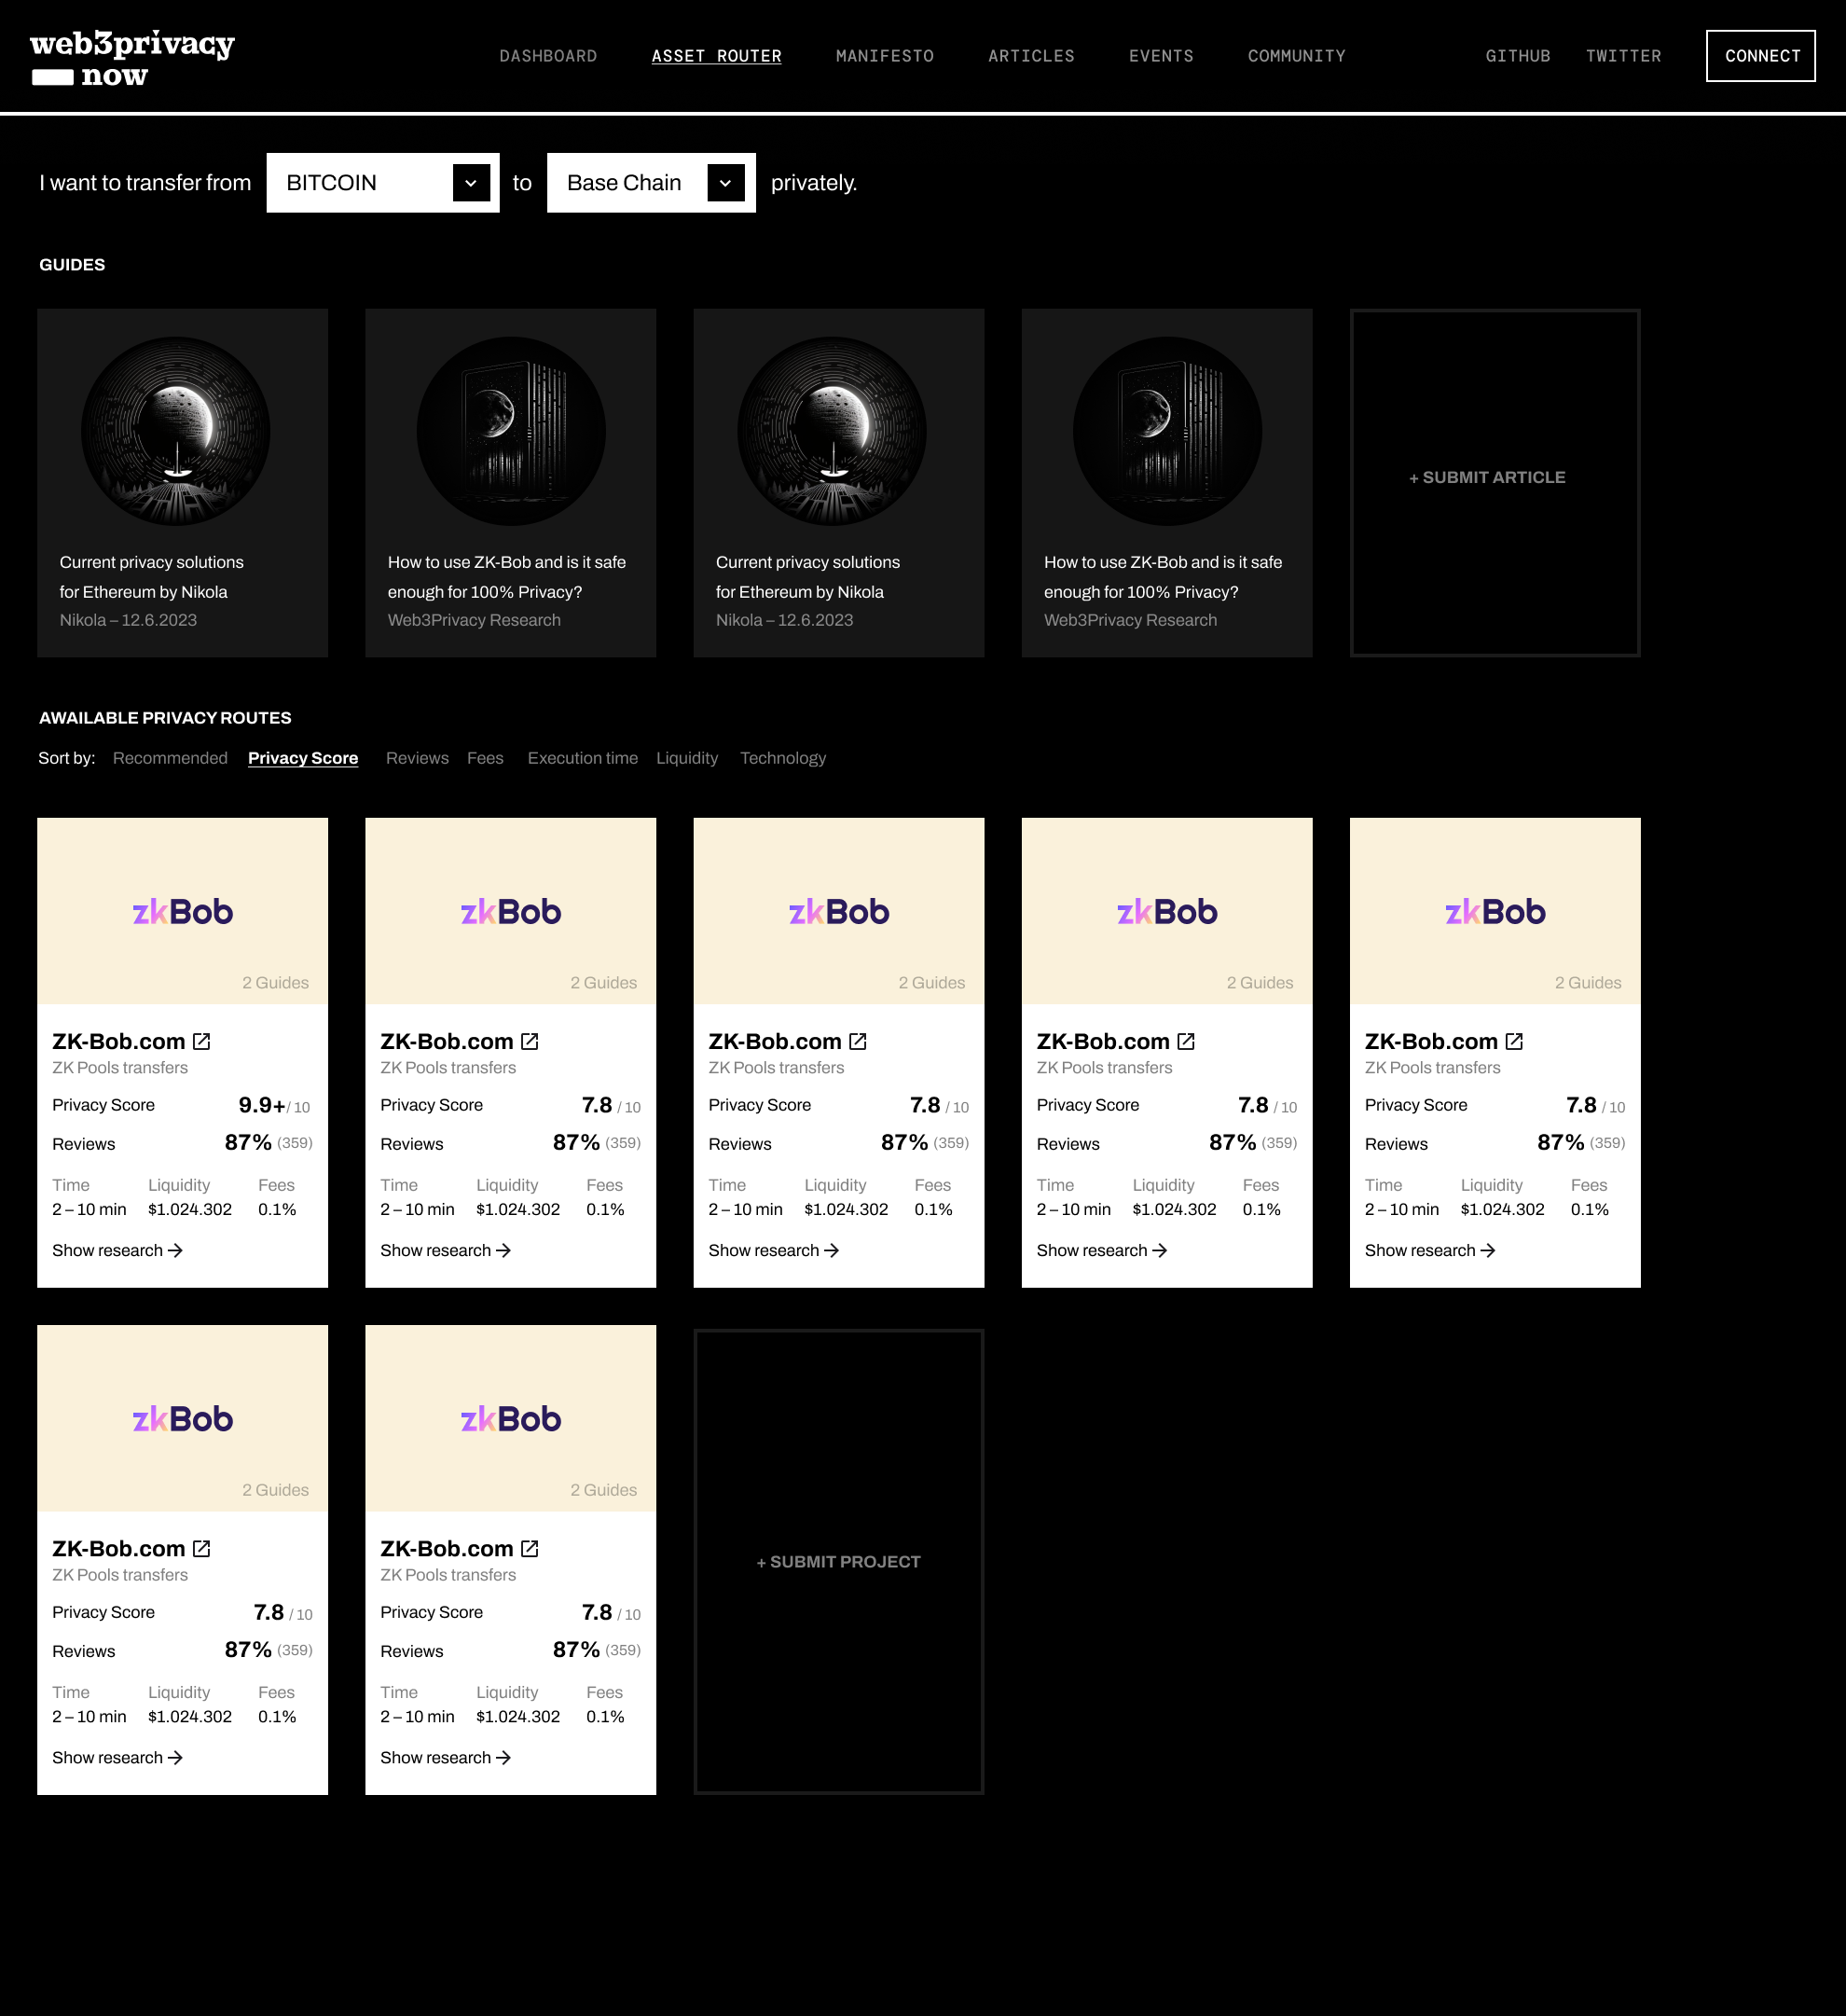 web3privacy
now
DASHBOARD ASSET ROUTER MANIFESTO ARTICLES EVENTS COMMUNITY GITHUB TWITTER CONNECT
I want to transfer from BITCOIN to Base Chain privately.
GUIDES
Current privacy solutions
for Ethereum by Nikola
Nikola – 12.6.2023
How to use ZK-Bob and is it safe
enough for 100% Privacy?
Web3Privacy Research
Current privacy solutions
for Ethereum by Nikola
Nikola – 12.6.2023
How to use ZK-Bob and is it safe
enough for 100% Privacy?
Web3Privacy Research
+ SUBMIT ARTICLE
AWAILABLE PRIVACY ROUTES
Sort by: Recommended Privacy Score Reviews Fees Execution time Liquidity Technology
zkBob
2 Guides
ZK-Bob.com
ZK Pools transfers
Privacy Score 9.9+/ 10
Reviews 87% (359)
Time Liquidity Fees
2 – 10 min $1.024.302 0.1%
Show research
zkBob
2 Guides
ZK-Bob.com
ZK Pools transfers
Privacy Score 7.8 / 10
Reviews 87% (359)
Time Liquidity Fees
2 – 10 min $1.024.302 0.1%
Show research
zkBob
2 Guides
ZK-Bob.com
ZK Pools transfers
Privacy Score 7.8 / 10
Reviews 87% (359)
Time Liquidity Fees
2 – 10 min $1.024.302 0.1%
Show research
zkBob
2 Guides
ZK-Bob.com
ZK Pools transfers
Privacy Score 7.8 / 10
Reviews 87% (359)
Time Liquidity Fees
2 – 10 min $1.024.302 0.1%
Show research
zkBob
2 Guides
ZK-Bob.com
ZK Pools transfers
Privacy Score 7.8 / 10
Reviews 87% (359)
Time Liquidity Fees
2 – 10 min $1.024.302 0.1%
Show research
zkBob
2 Guides
ZK-Bob.com
ZK Pools transfers
Privacy Score 7.8 / 10
Reviews 87% (359)
Time Liquidity Fees
2 – 10 min $1.024.302 0.1%
Show research
zkBob
2 Guides
ZK-Bob.com
ZK Pools transfers
Privacy Score 7.8 / 10
Reviews 87% (359)
Time Liquidity Fees
2 – 10 min $1.024.302 0.1%
Show research
+ SUBMIT PROJECT